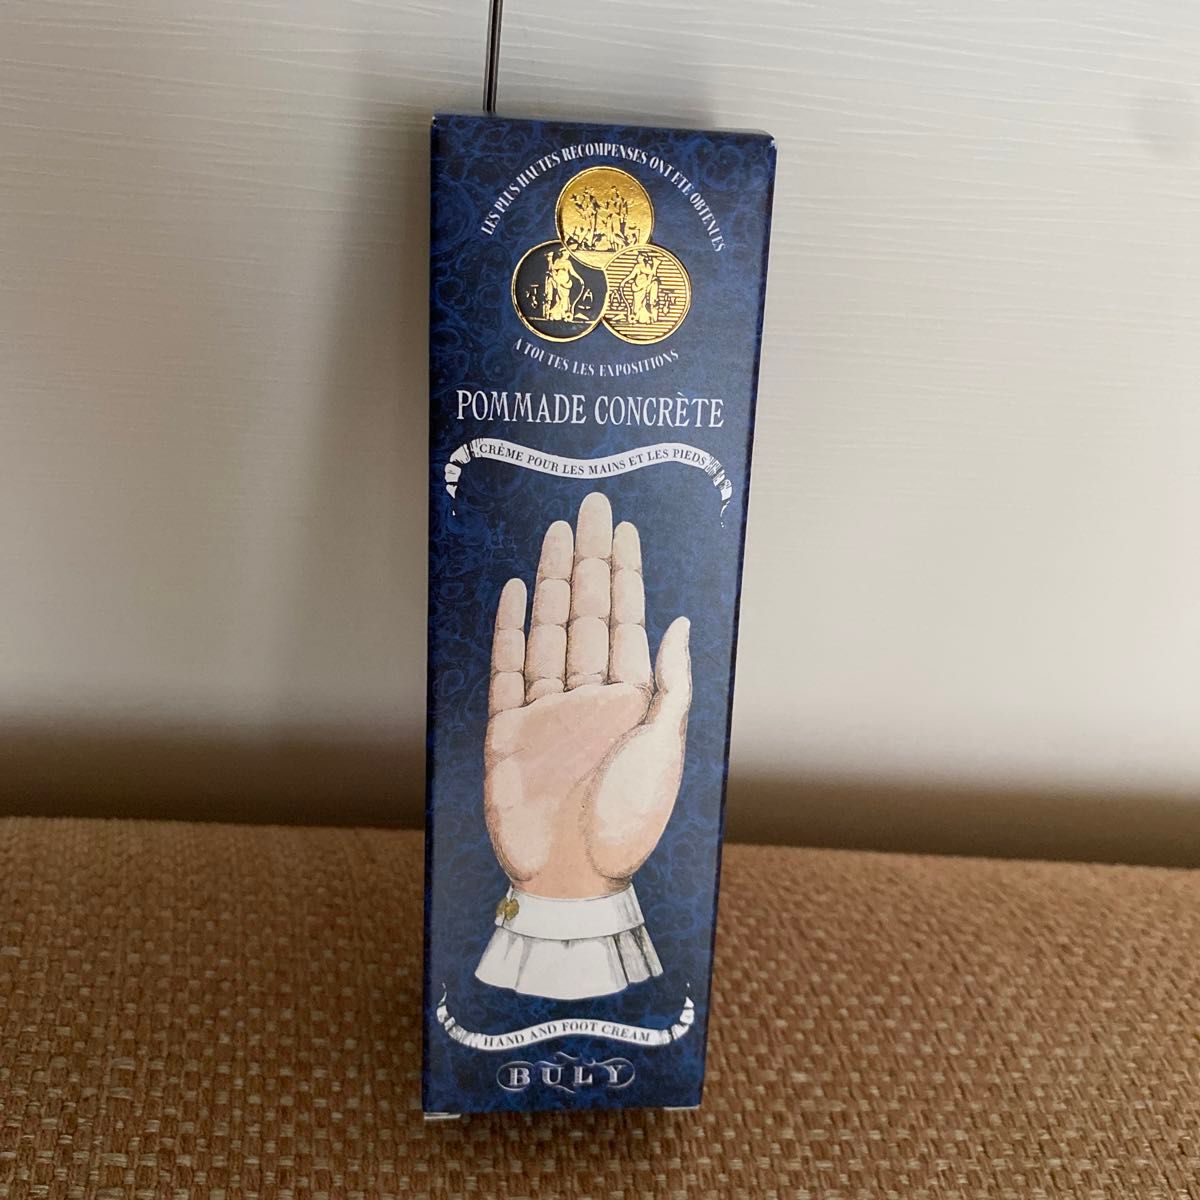 LES PLUS HAUTES RECOMPENSES ONT ETE OBTENUES
A TOUTES LES EXPOSITIONS
POMMADE CONCRÈTE
CRÈME POUR LES MAINS ET LES PIEDS
HAND AND FOOT CREAM
BULY